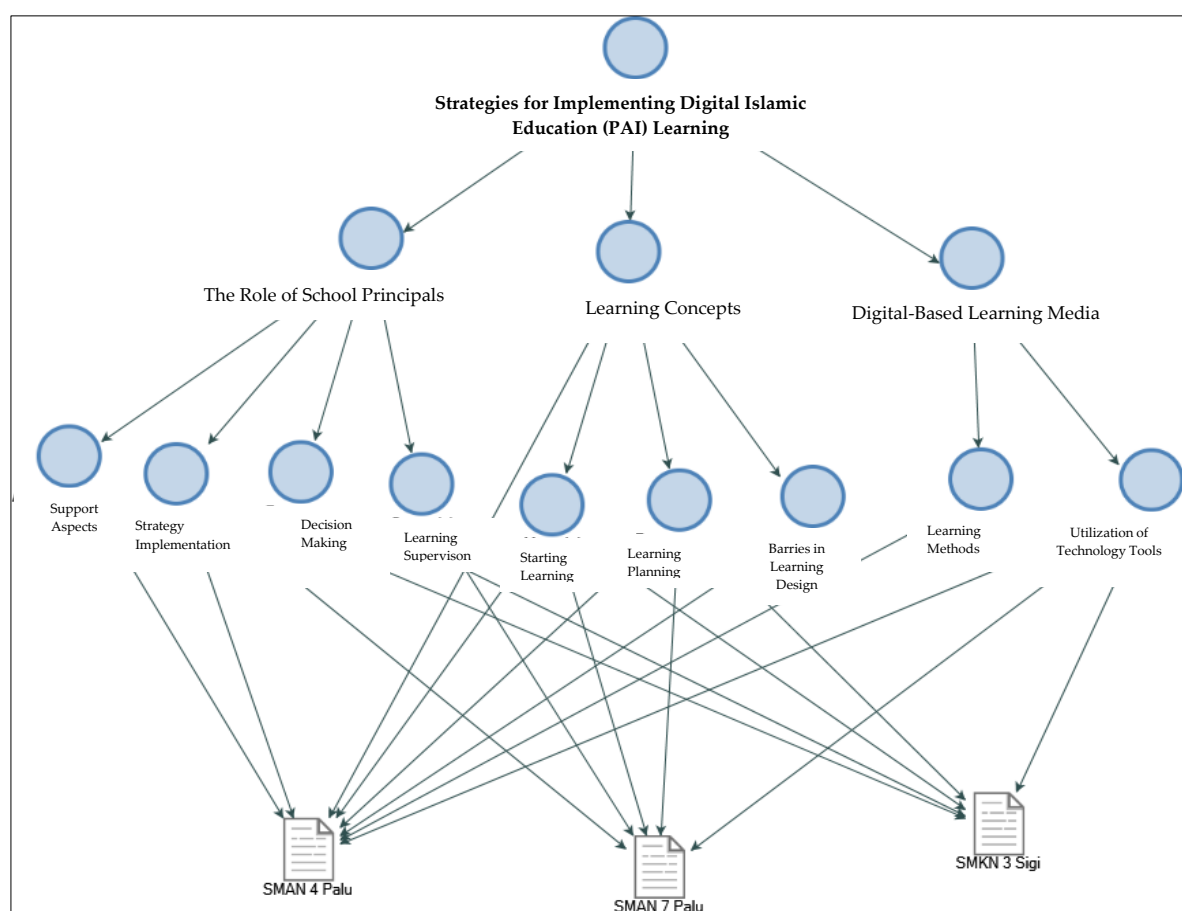 Strategies for Implementing Digital Islamic
Education (PAI) Learning
The Role of School Principals
Learning Concepts
Digital-Based Learning Media
Support
Aspects
Strategy
Implementation
Decision
Making
Learning
Supervison
Starting
Learning
Learning
Planning
Barries in
Learning
Design
Learning
Methods
Utilization of
Technology Tools
SMAN 4 Palu
SMAN 7 Palu
SMKN 3 Sigi